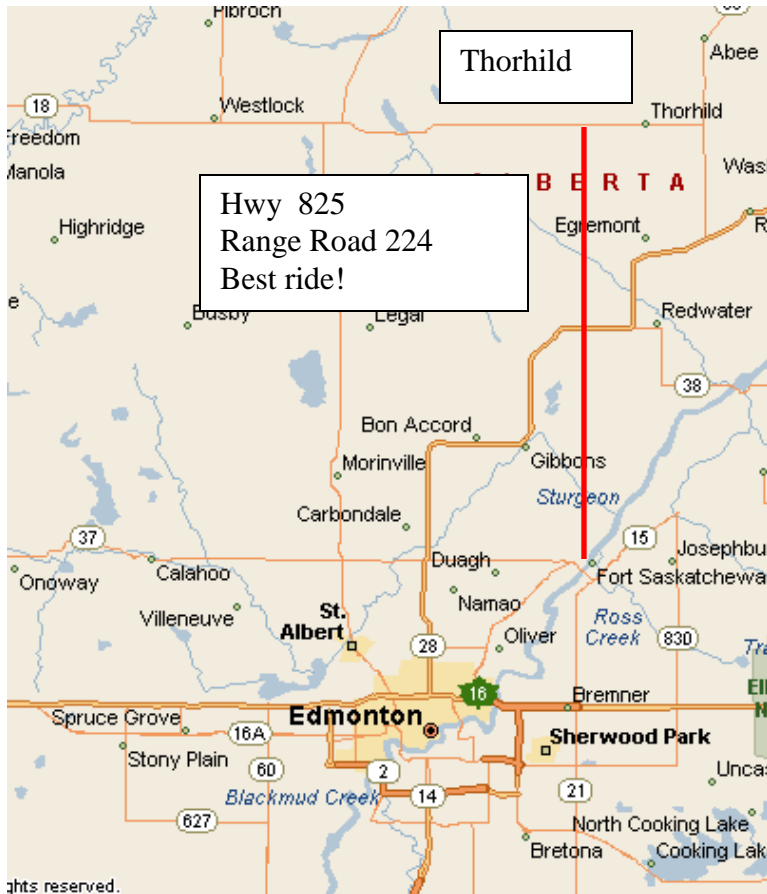 Pibroch
Thorhild
Abee
18
Westlock
Thorhild
Freedom
Manola
B E R T A
Hwy 825
Range Road 224
Best ride!
Highridge
Egremont
Busby
Legal
Redwater
38
Bon Accord
Morinville
Gibbons
Sturgeon
Carbondale
37
15
Duagh
Josephbu
Onoway
Calahoo
Fort Saskatchewa
Namao
Villeneuve
St.
Albert
Ross
Creek
830
Oliver
28
16
Bremner
Edmonton
Spruce Grove
16A
Sherwood Park
Stony Plain
60
2
Uncas
Blackmud Creek
14
21
627
North Cooking Lake
Bretona
Cooking Lak
ghts reserved.